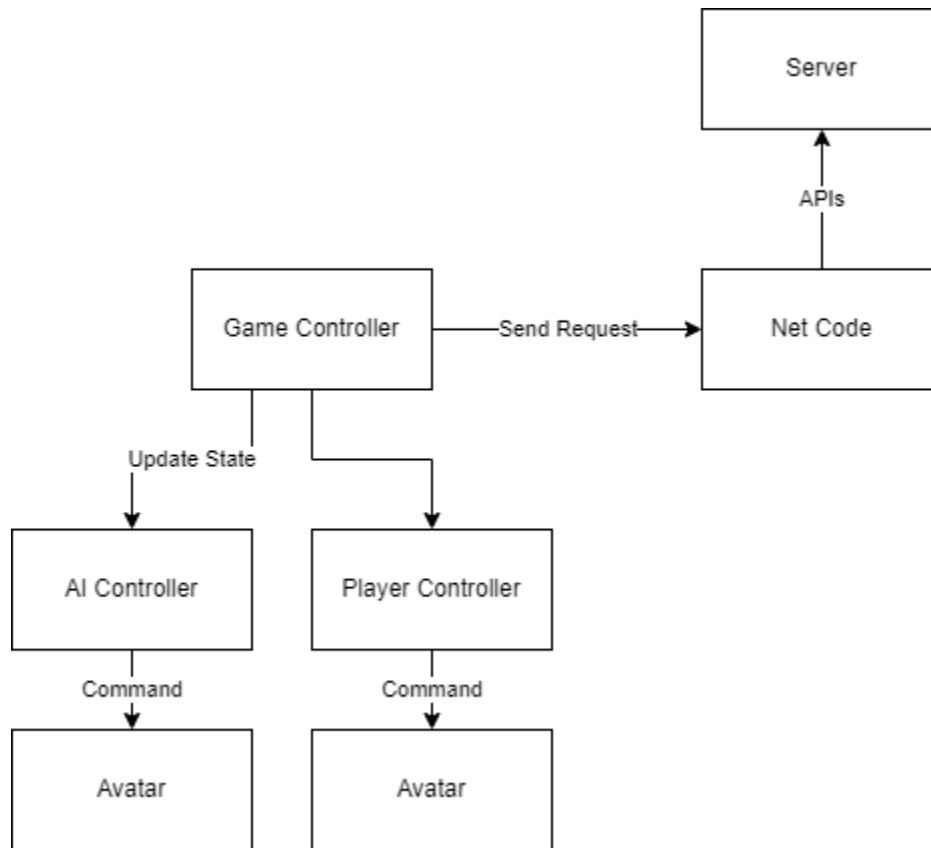 Server
APIs
Game Controller
Send Request
Net Code
Update State
AI Controller
Player Controller
Command
Command
Avatar
Avatar